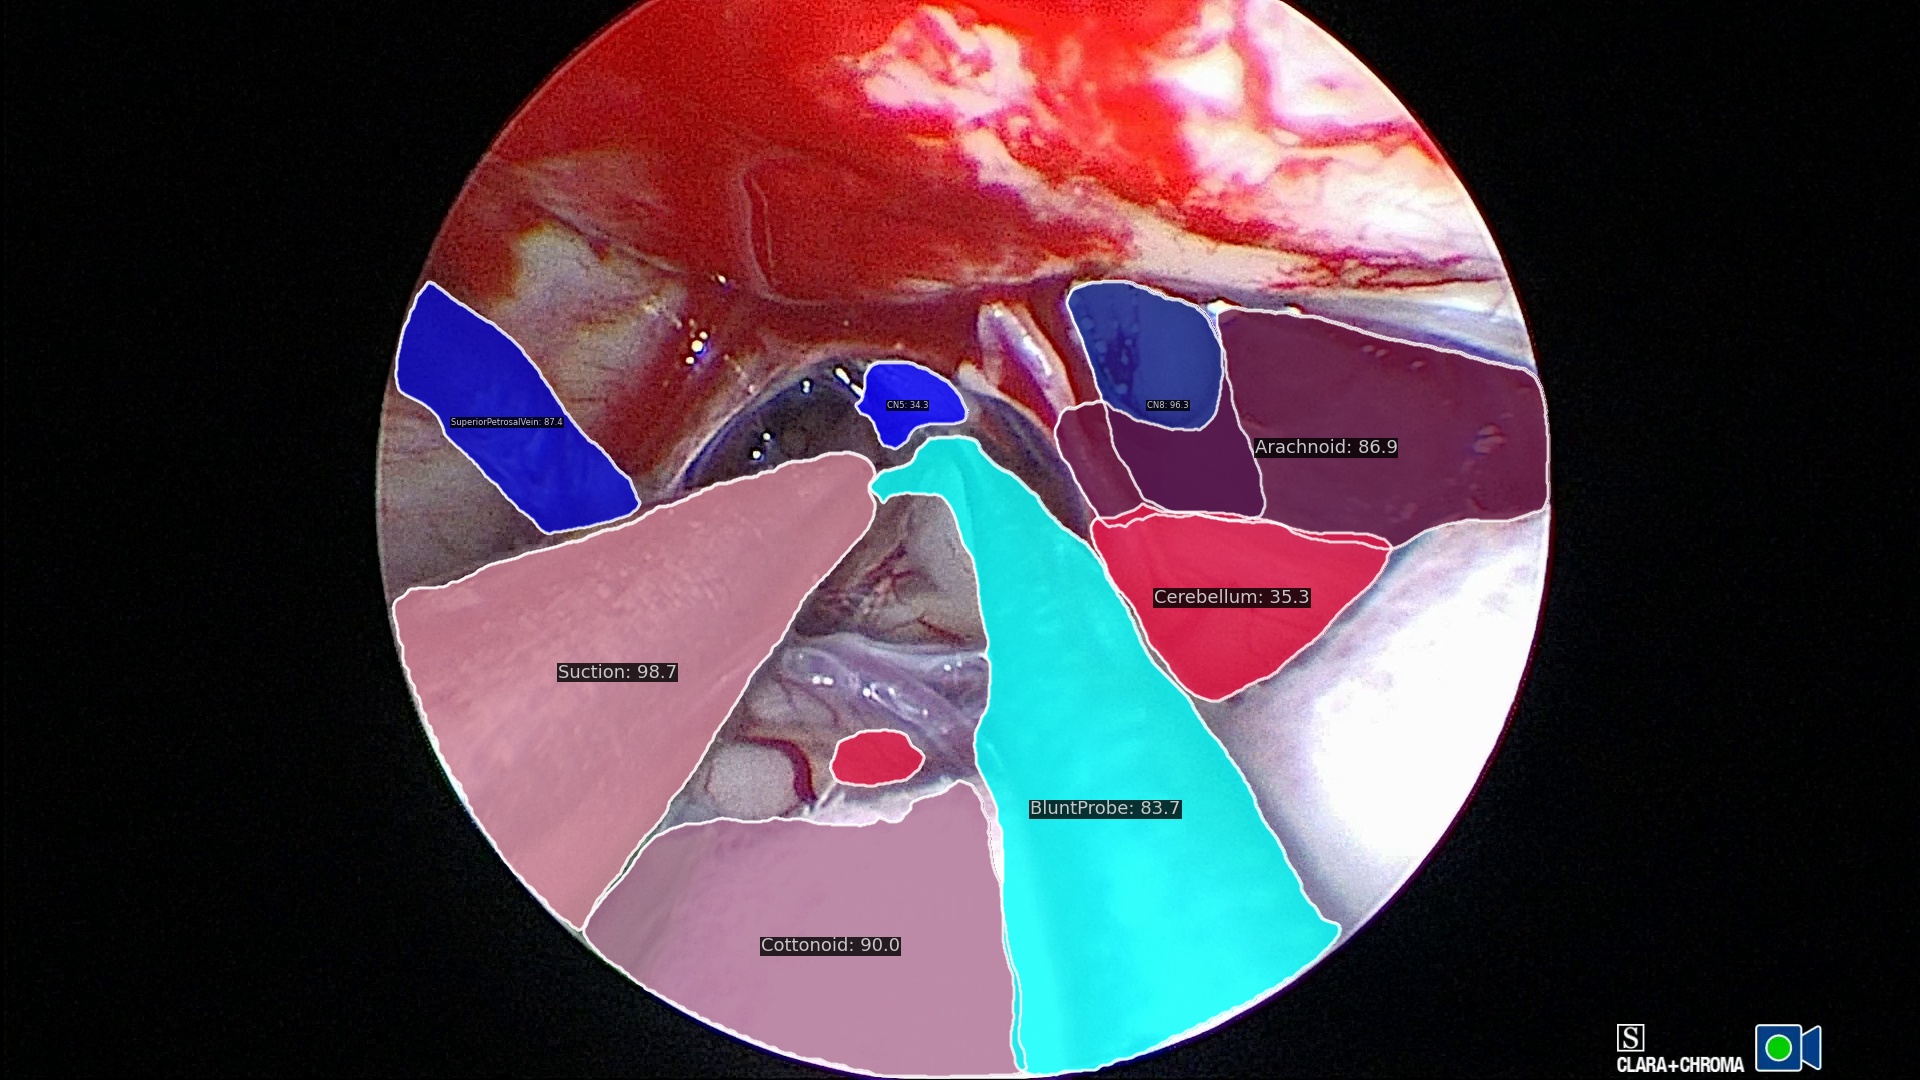 CN5: 34.3
CN8: 96.3
SuperiorPetrosalVein: 87.4
Arachnoid: 86.9
Cerebellum: 35.3
Suction: 98.7
BluntProbe: 83.7
Cottonoid: 90.0
S
CLARA+CHROMA